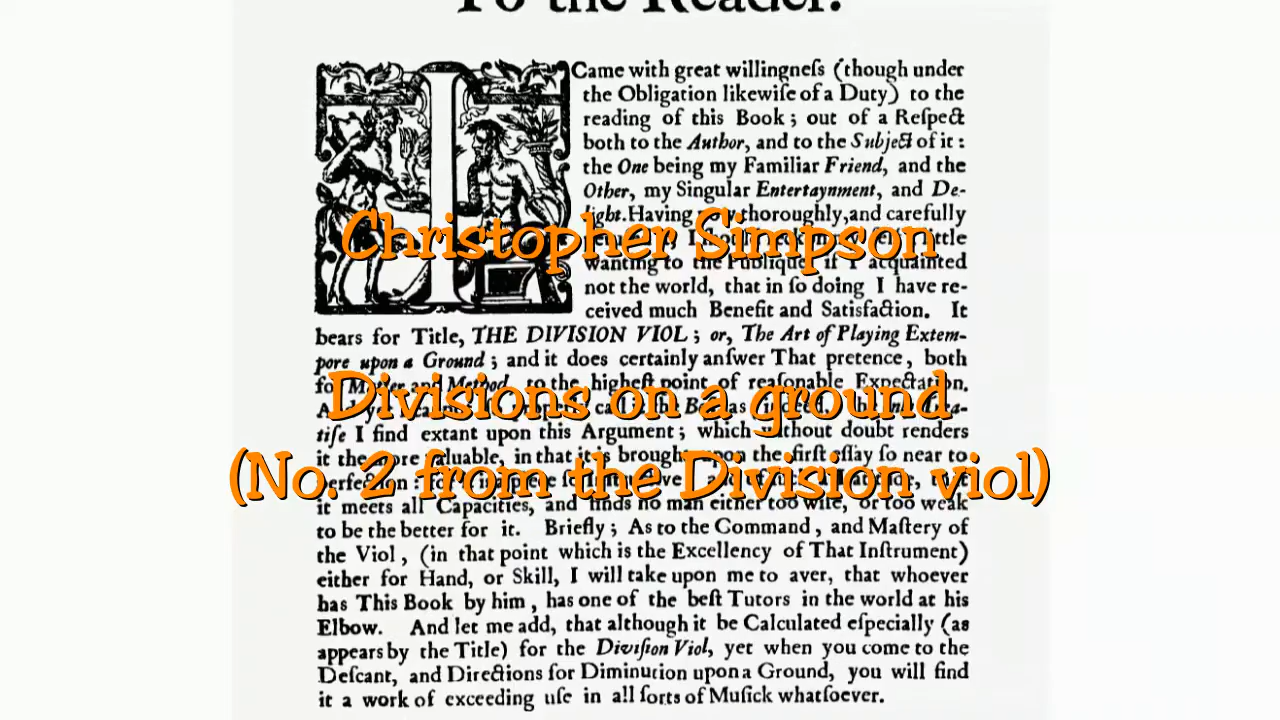 To the Reader.
I Came with great willingneſs (though under
the Obligation likewiſe of a Duty) to the
reading of this Book ; out of a Reſpect
both to the Author, and to the Subject of it :
the One being my Familiar Friend, and the
Other, my Singular Entertaynment, and De-
light. Having thoroughly, and carefully
Christopher Simpson
little
wanting to the Publique, if I acquainted
not the world, that in ſo doing I have re-
ceived much Benefit and Satisfaction. It
bears for Title, THE DIVISION VIOL ; or, The Art of Playing Extem-
pore upon a Ground ; and it does certainly anſwer That pretence , both
for Matter and Method, to the higheſt point of reaſonable Expectation.
Divisions on a ground
tiſe I find extant upon this Argument ; which without doubt renders
it the more valuable, in that it is brought upon the firſt eſſay ſo near to
(No. 2 from the Division viol)
it meets all Capacities, and finds no man either too wiſe, or too weak
to be the better for it. Briefly ; As to the Command , and Maſtery of
the Viol , (in that point which is the Excellency of That Inſtrument)
either for Hand, or Skill, I will take upon me to aver, that whoever
has This Book by him , has one of the beſt Tutors in the world at his
Elbow. And let me add, that although it be Calculated eſpecially (as
appears by the Title) for the Diviſion Viol, yet when you come to the
Deſcant, and Directions for Diminution upon a Ground, you will find
it a work of exceeding uſe in all ſorts of Muſick whatſoever.